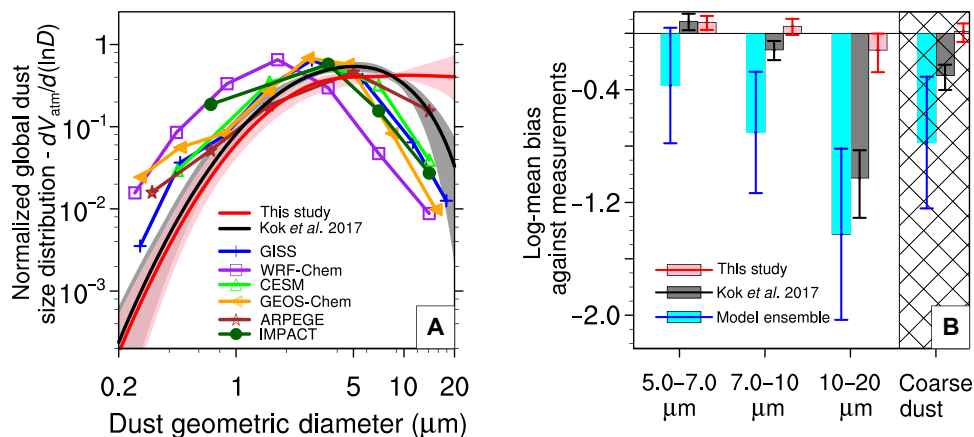 Normalized global dust
size distribution - dVatm/d(lnD)
1
10⁻¹
10⁻²
10⁻³
This study
Kok et al. 2017
GISS
WRF-Chem
CESM
GEOS-Chem
ARPEGE
IMPACT
A
0.2 1 5 10 20
Dust geometric diameter (μm)
Log-mean bias
against measurements
−0.4
−1.2
−2.0
This study
Kok et al. 2017
Model ensemble
B
5.0−7.0 7.0−10 10−20 Coarse
μm μm μm dust